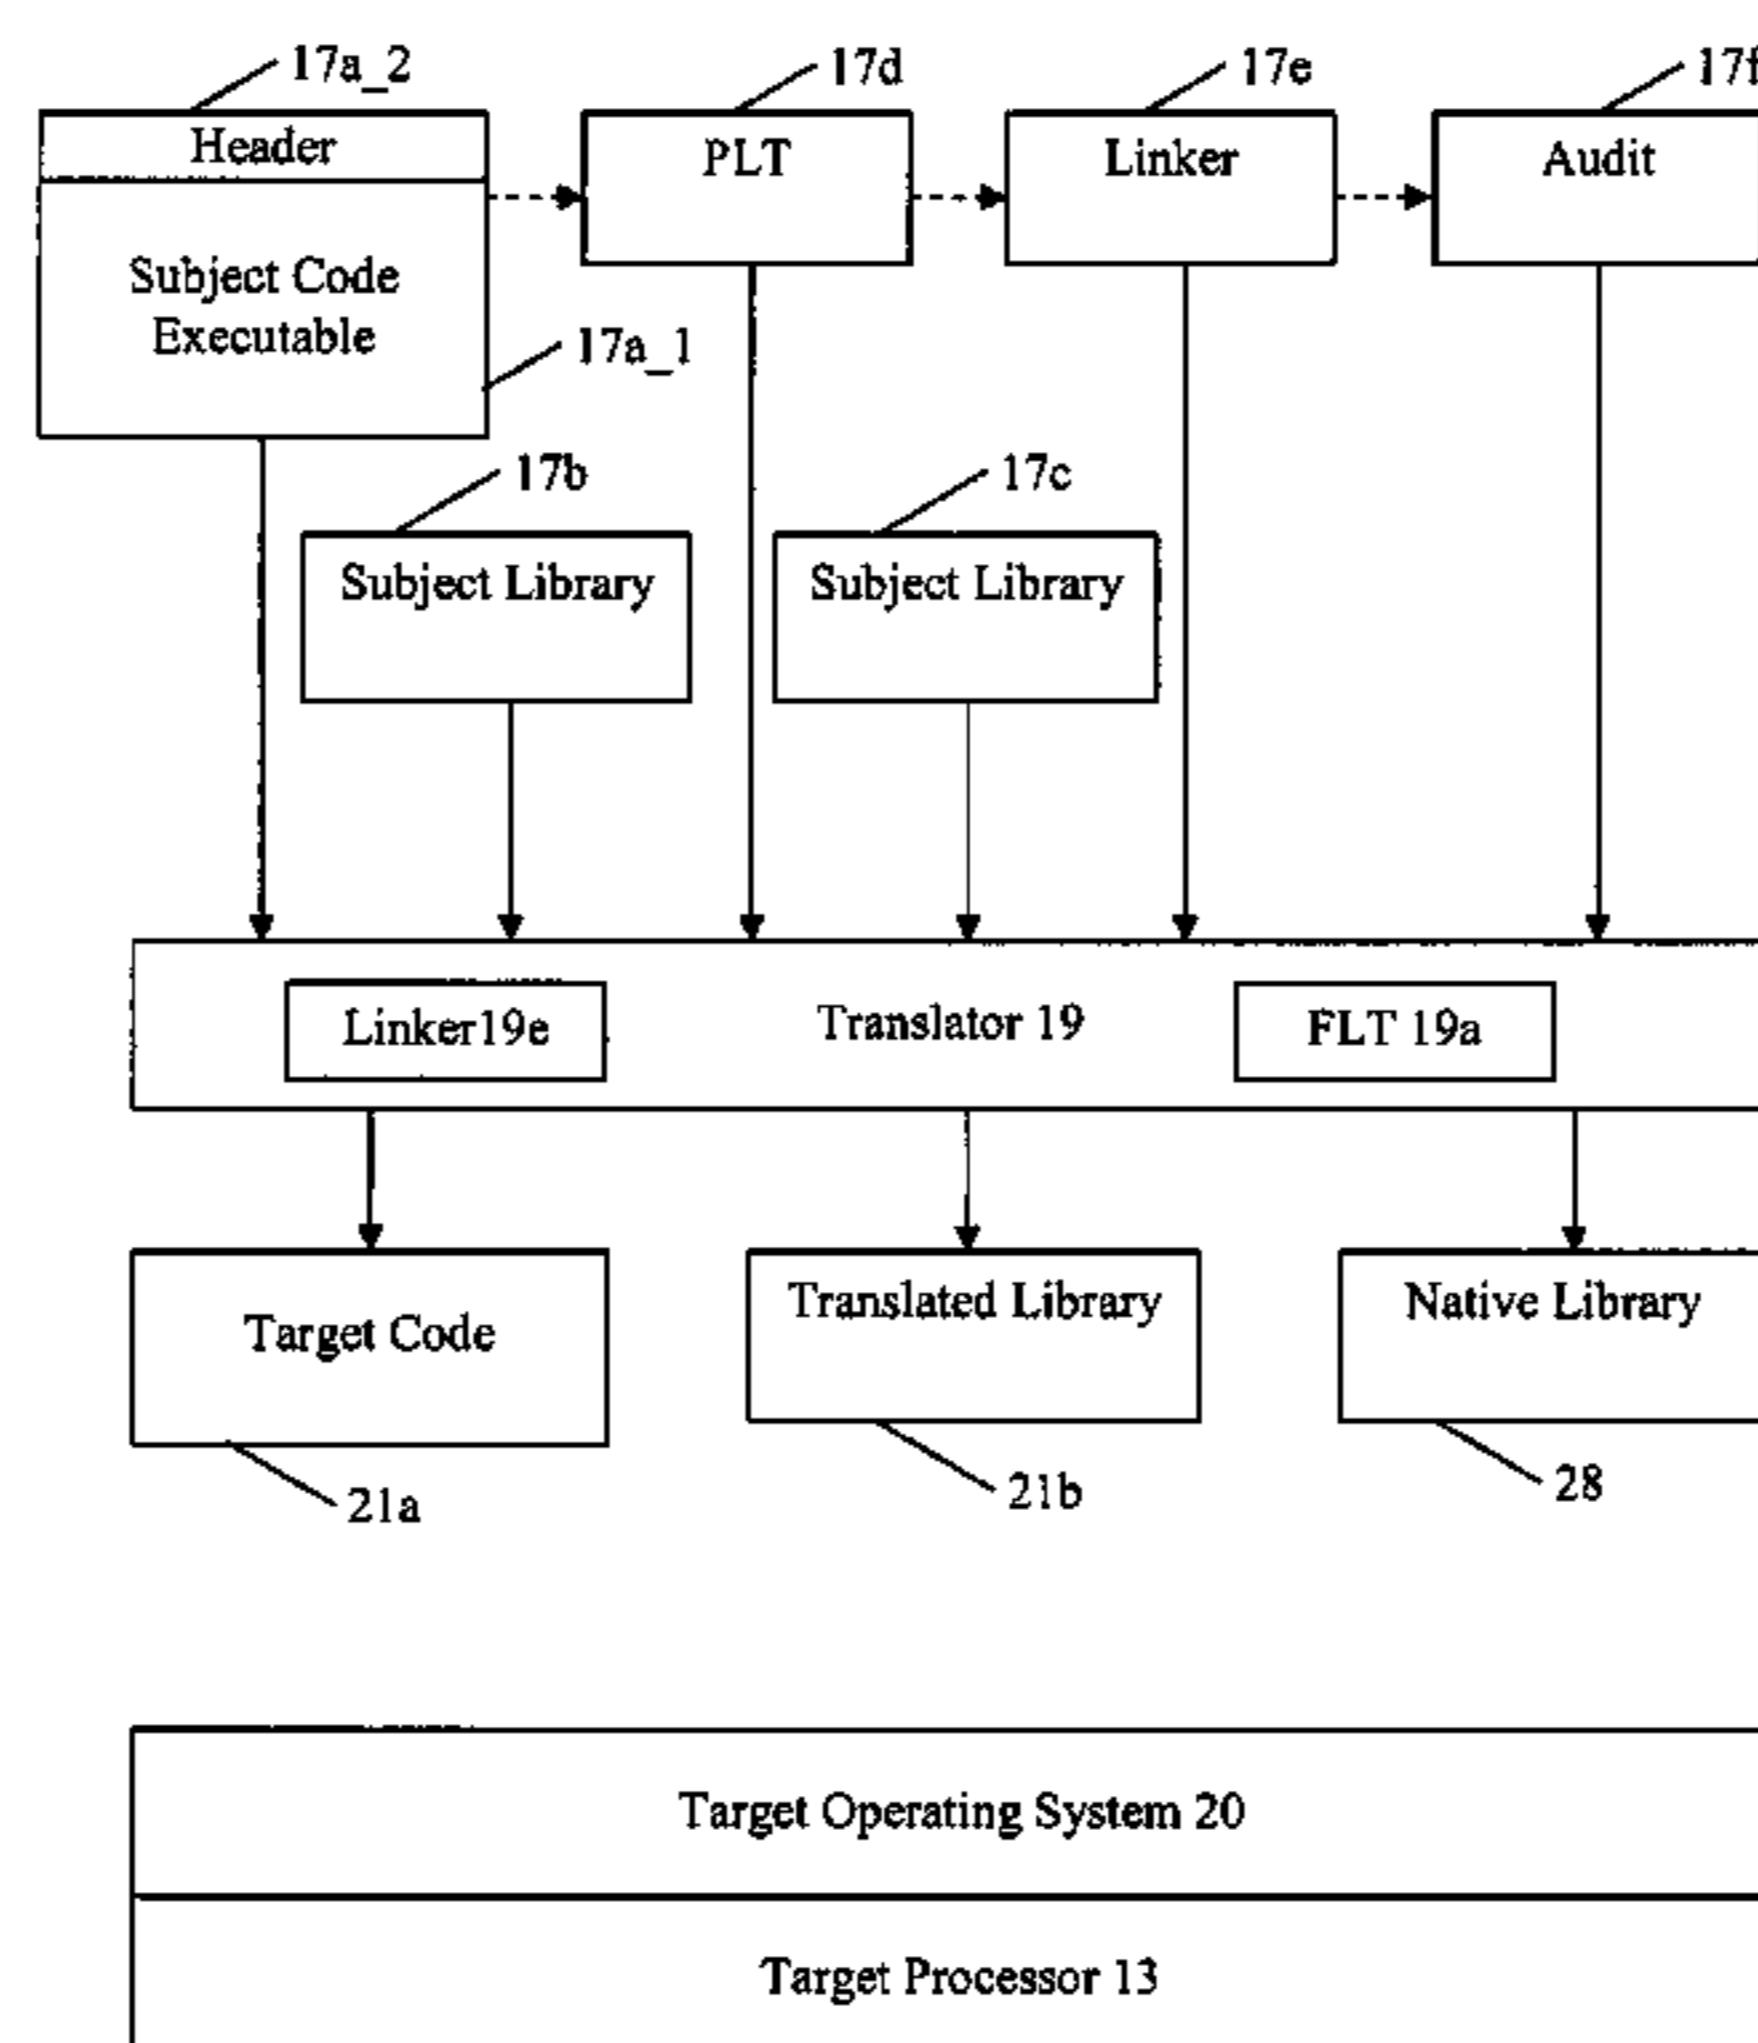 17a_2
17d
17e
17f
Header
PLT
Linker
Audit
Subject Code
Executable
17a_1
17b
17c
Subject Library
Subject Library
Linker19e
Translator 19
FLT 19a
Target Code
Translated Library
Native Library
21a
21b
28
Target Operating System 20
Target Processor 13